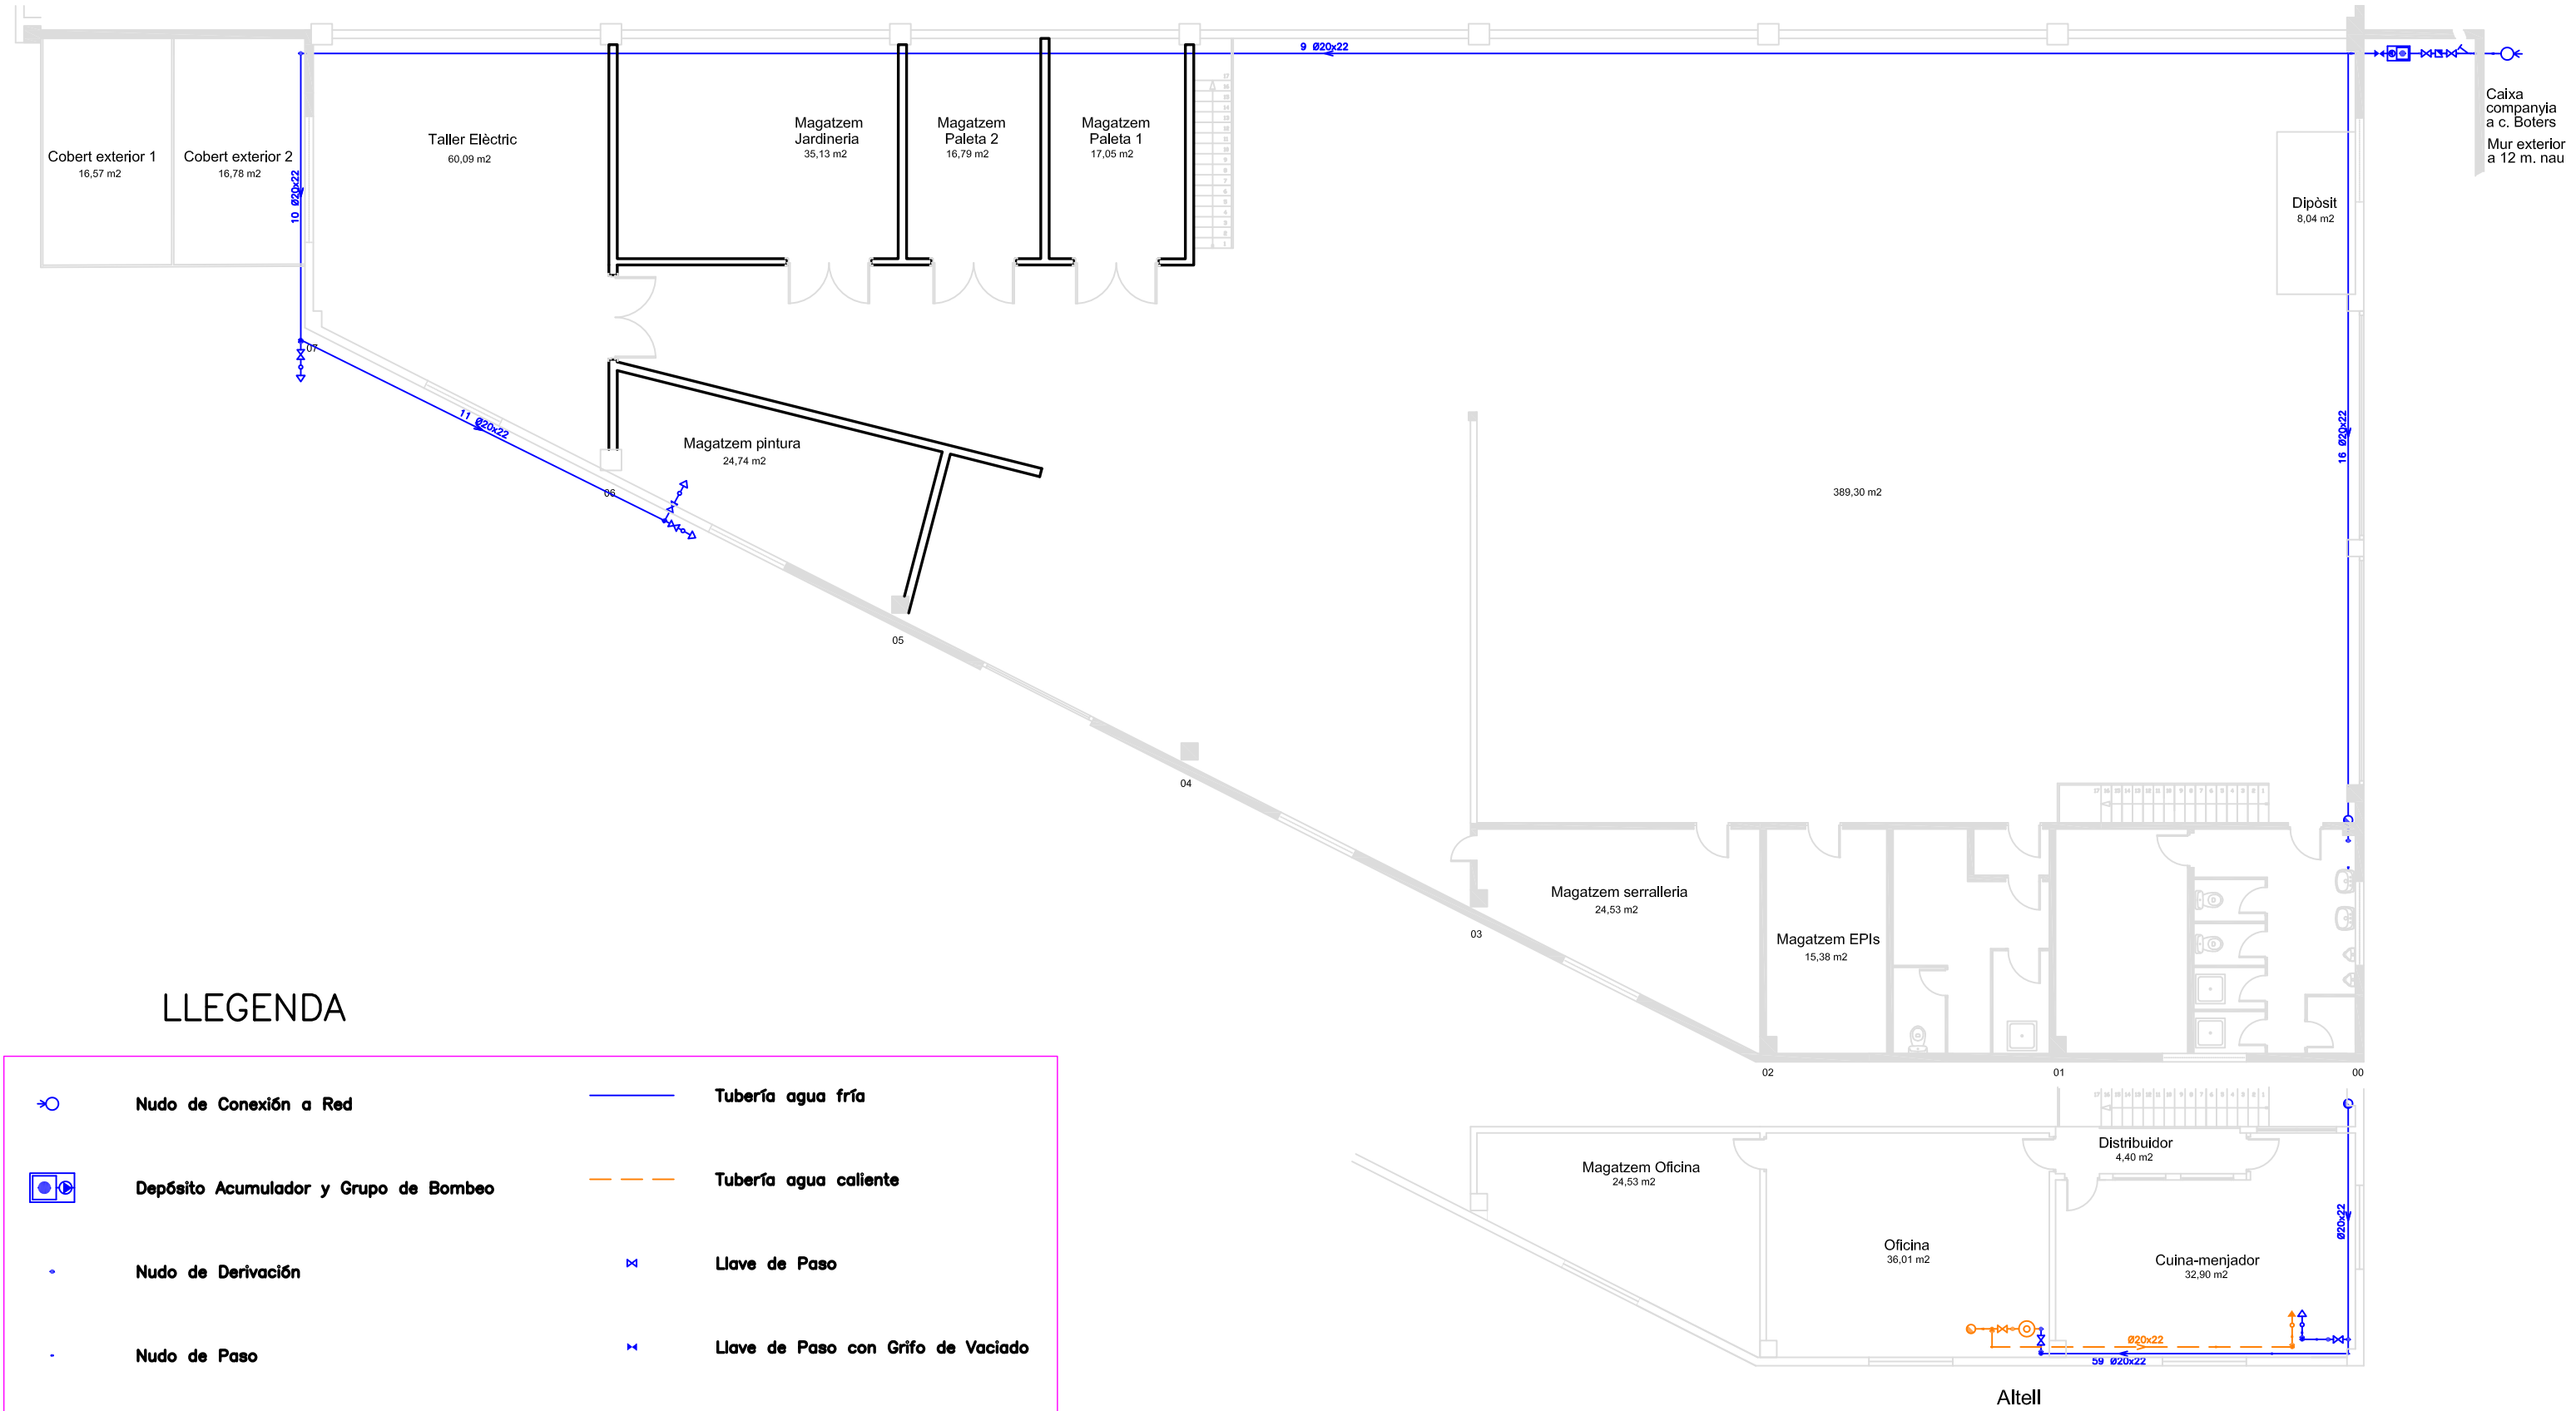 9 Ø20x22
Caixa
companyia
a c. Boters
Mur exterior
a 12 m. nau
Cobert exterior 1
16,57 m2
Cobert exterior 2
16,78 m2
10 Ø20x22
Taller Elèctric
60,09 m2
Magatzem
Jardineria
35,13 m2
Magatzem
Paleta 2
16,79 m2
Magatzem
Paleta 1
17,05 m2
Dipòsit
8,04 m2
07
11 Ø20x22
Magatzem pintura
24,74 m2
06
16 Ø20x22
389,30 m2
05
04
03
Magatzem serralleria
24,53 m2
Magatzem EPIs
15,38 m2
02
01
00
LLEGENDA
Nudo de Conexión a Red
Tubería agua fría
Depósito Acumulador y Grupo de Bombeo
Tubería agua caliente
Nudo de Derivación
Llave de Paso
Nudo de Paso
Llave de Paso con Grifo de Vaciado
Magatzem Oficina
24,53 m2
Oficina
36,01 m2
Distribuidor
4,40 m2
Cuina-menjador
32,90 m2
Ø20x22
Ø20x22
59 Ø20x22
Altell